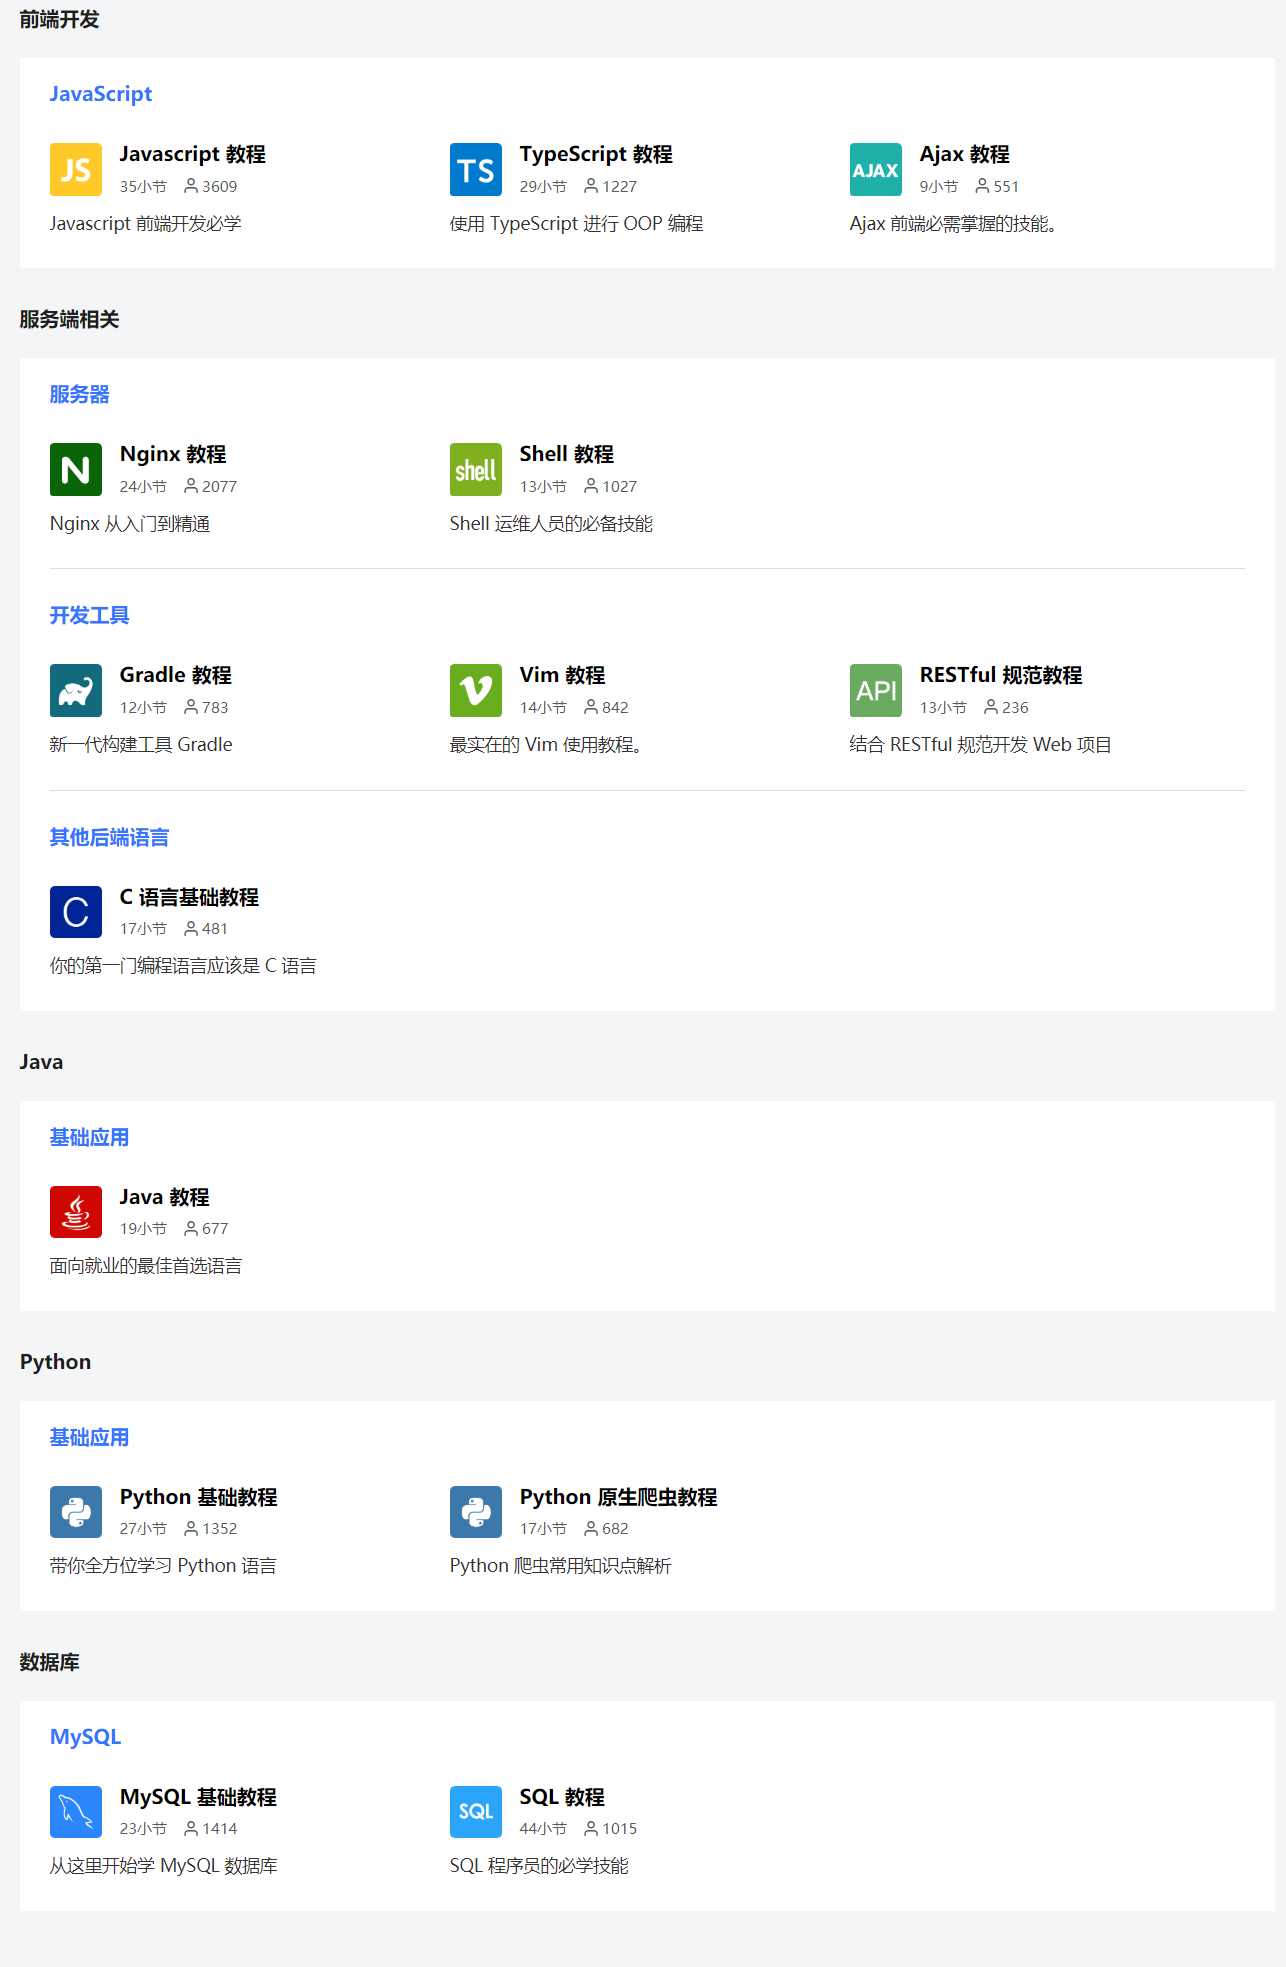 前端开发
JavaScript
JS
Javascript 教程
35小节 3609
Javascript 前端开发必学
TS
TypeScript 教程
29小节 1227
使用 TypeScript 进行 OOP 编程
AJAX
Ajax 教程
9小节 551
Ajax 前端必需掌握的技能。
服务端相关
服务器
N
Nginx 教程
24小节 2077
Nginx 从入门到精通
shell
Shell 教程
13小节 1027
Shell 运维人员的必备技能
开发工具
Gradle 教程
12小节 783
新一代构建工具 Gradle
Vim 教程
14小节 842
最实在的 Vim 使用教程。
API
RESTful 规范教程
13小节 236
结合 RESTful 规范开发 Web 项目
其他后端语言
C
C 语言基础教程
17小节 481
你的第一门编程语言应该是 C 语言
Java
基础应用
Java 教程
19小节 677
面向就业的最佳首选语言
Python
基础应用
Python 基础教程
27小节 1352
带你全方位学习 Python 语言
Python 原生爬虫教程
17小节 682
Python 爬虫常用知识点解析
数据库
MySQL
MySQL 基础教程
23小节 1414
从这里开始学 MySQL 数据库
SQL
SQL 教程
44小节 1015
SQL 程序员的必学技能